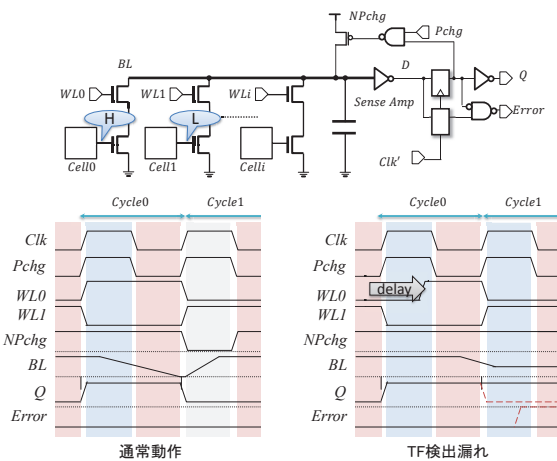 NPchg
Pchg
BL
D
Q
WL0
WL1
WLi
Sense Amp
Error
H
L
Cell0
Cell1
Celli
Clk'
Cycle0
Cycle1
Clk
Pchg
WL0
WL1
NPchg
BL
Q
Error
通常動作
Cycle0
Cycle1
Clk
Pchg
delay
WL0
WL1
NPchg
BL
Q
Error
TF検出漏れ